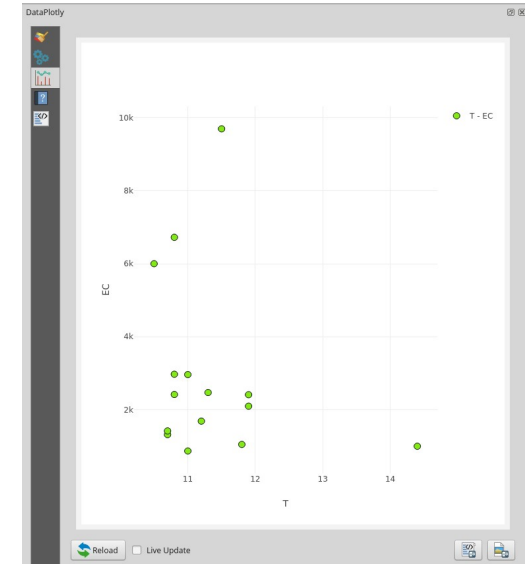 DataPlotly
10k
8k
6k
4k
2k
EC
11 12 13 14
T
T - EC
Reload
Live Update